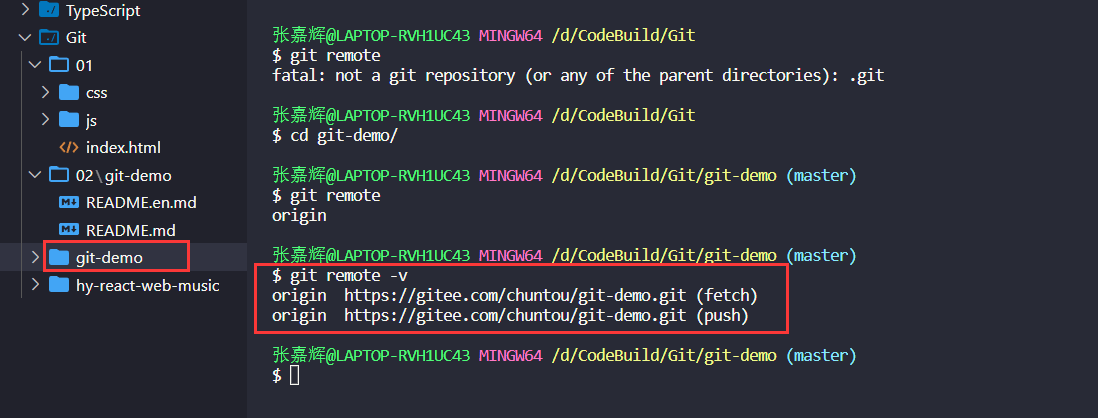 TypeScript
Git
01
css
js
index.html
02\git-demo
README.en.md
README.md
git-demo
hy-react-web-music
张嘉辉@LAPTOP-RVH1UC43 MINGW64 /d/CodeBuild/Git
$ git remote
fatal: not a git repository (or any of the parent directories): .git
张嘉辉@LAPTOP-RVH1UC43 MINGW64 /d/CodeBuild/Git
$ cd git-demo/
张嘉辉@LAPTOP-RVH1UC43 MINGW64 /d/CodeBuild/Git/git-demo (master)
$ git remote
origin
张嘉辉@LAPTOP-RVH1UC43 MINGW64 /d/CodeBuild/Git/git-demo (master)
$ git remote -v
origin  https://gitee.com/chuntou/git-demo.git (fetch)
origin  https://gitee.com/chuntou/git-demo.git (push)
张嘉辉@LAPTOP-RVH1UC43 MINGW64 /d/CodeBuild/Git/git-demo (master)
$